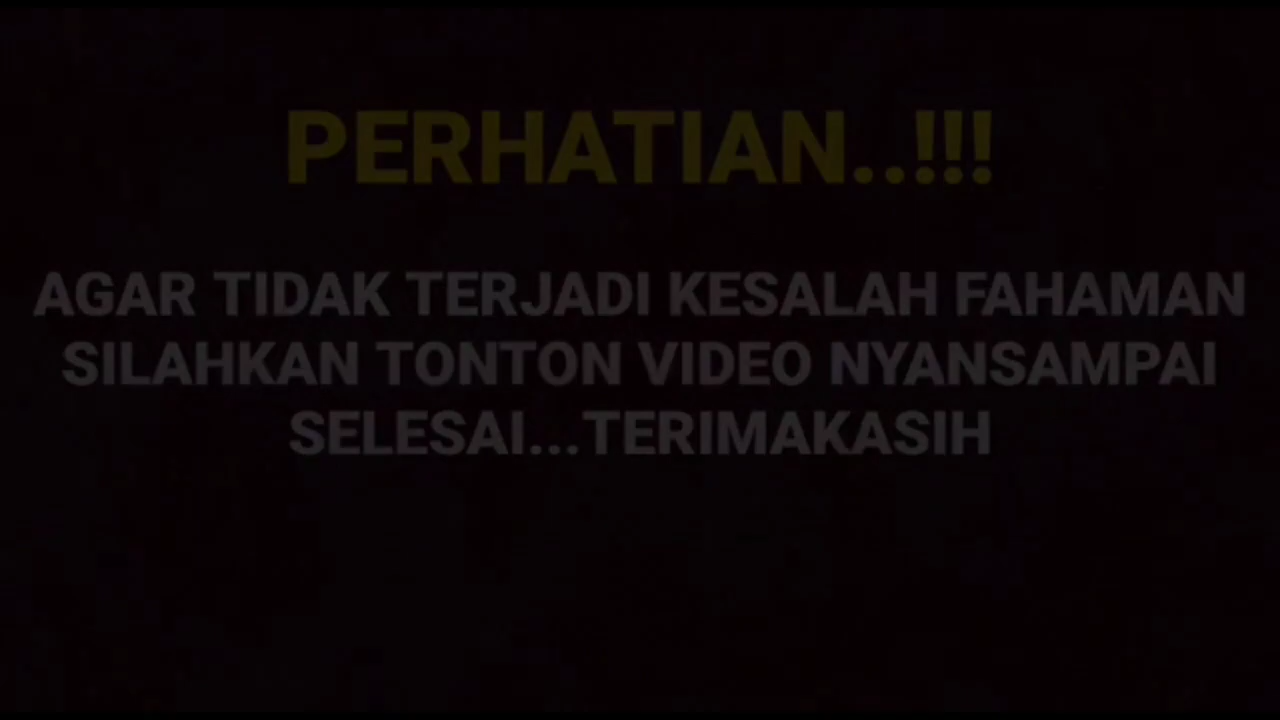 PERHATIAN..!!!
AGAR TIDAK TERJADI KESALAH FAHAMAN
SILAHKAN TONTON VIDEO NYANSAMPAI
SELESAI...TERIMAKASIH